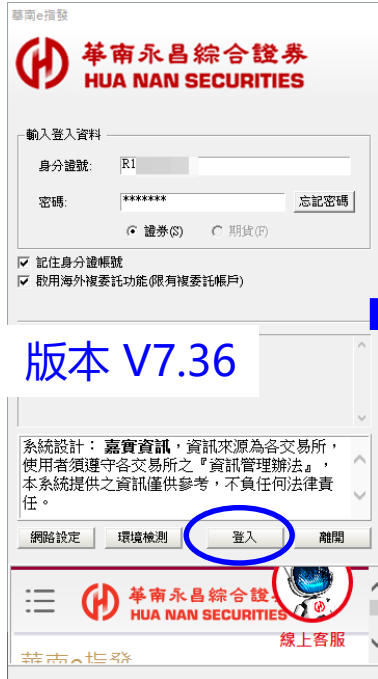 華南e指發
華南永昌綜合證券
HUA NAN SECURITIES
輸入登入資料
身分證號: R1
密碼: ******* 忘記密碼
證券(S) 期貨(F)
記住身分證帳號
啟用海外複委託功能(限有複委託帳戶)
版本 V7.36
系統設計： 嘉實資訊，資訊來源為各交易所，
使用者須遵守各交易所之『資訊管理辦法』，
本系統提供之資訊僅供參考，不負任何法律責
任。
網路設定 環境檢測 登入 離開
華南永昌綜合證
HUA NAN SECURITIES
線上客服
華南e指發